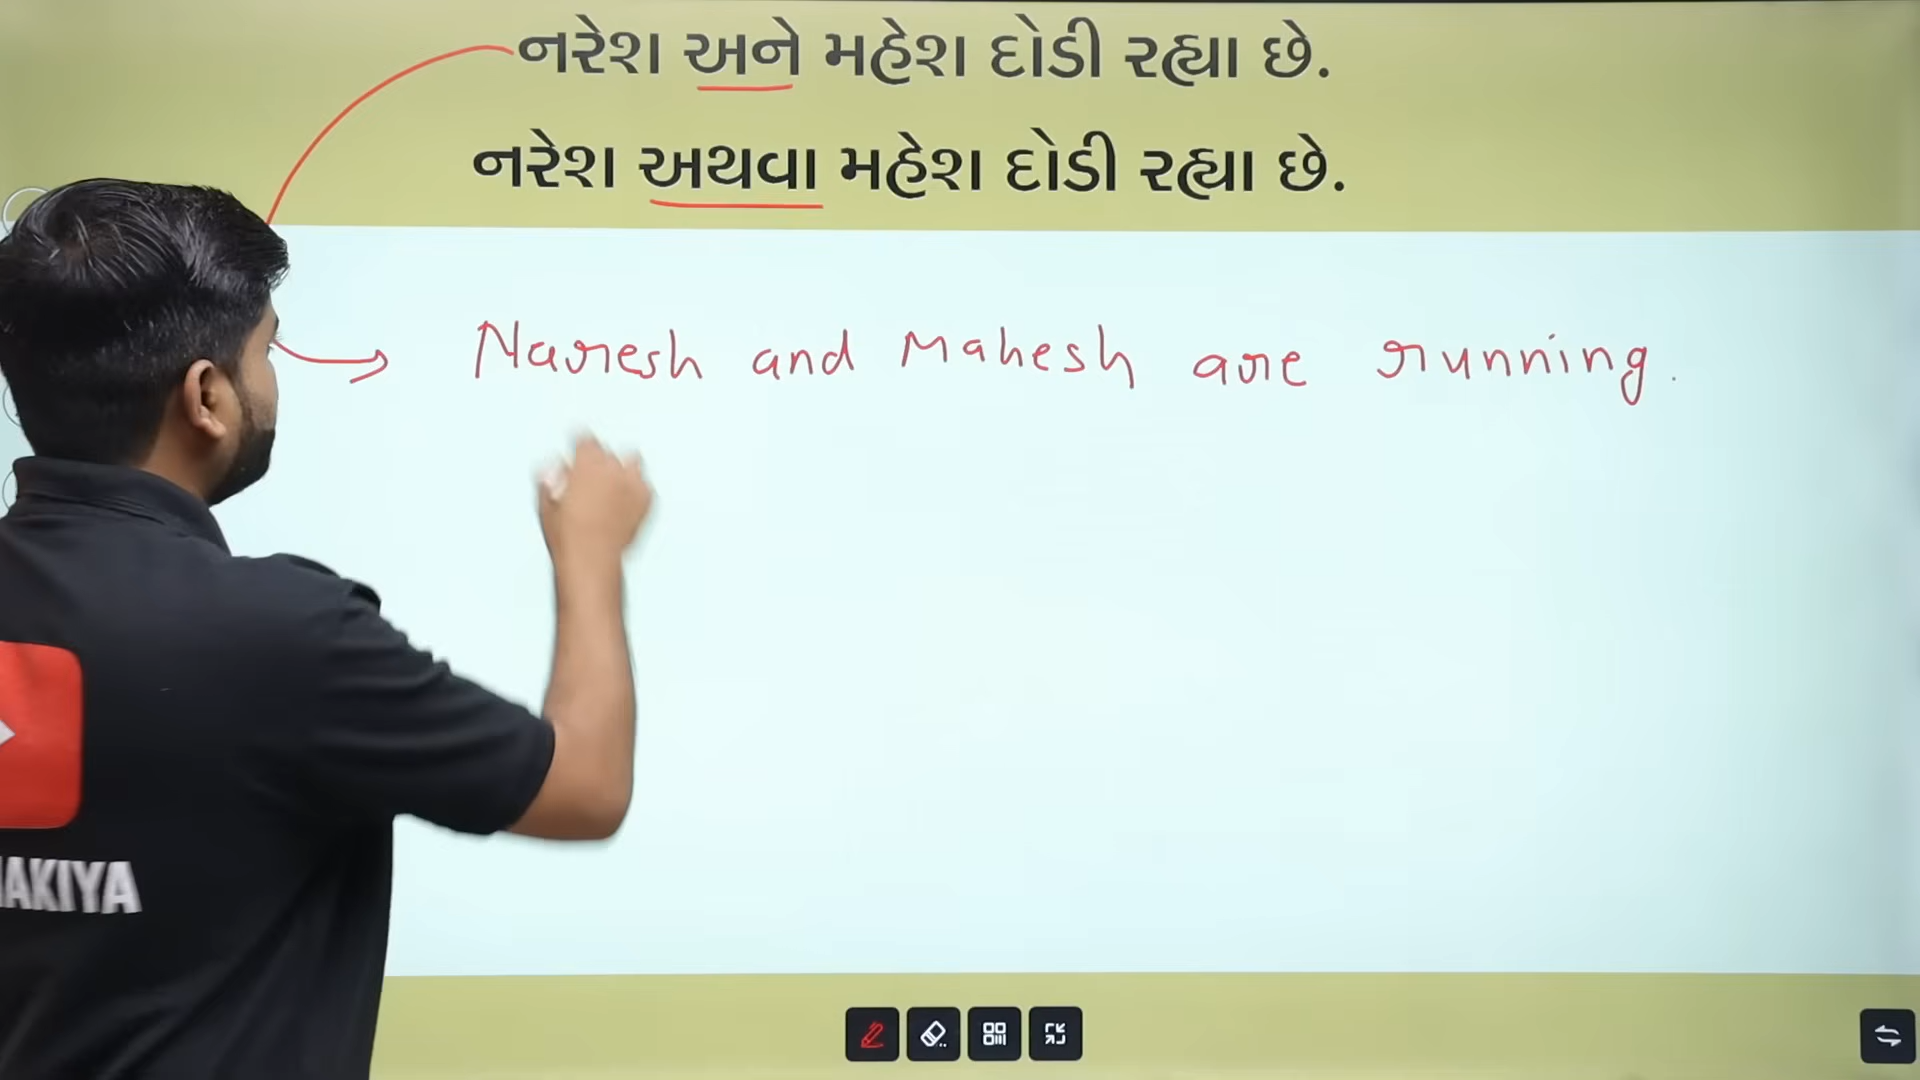 નરેશ અને મહેશ દોડી રહ્યા છે.
નરેશ અથવા મહેશ દોડી રહ્યા છે.
Naresh and Mahesh are running.
AKIYA